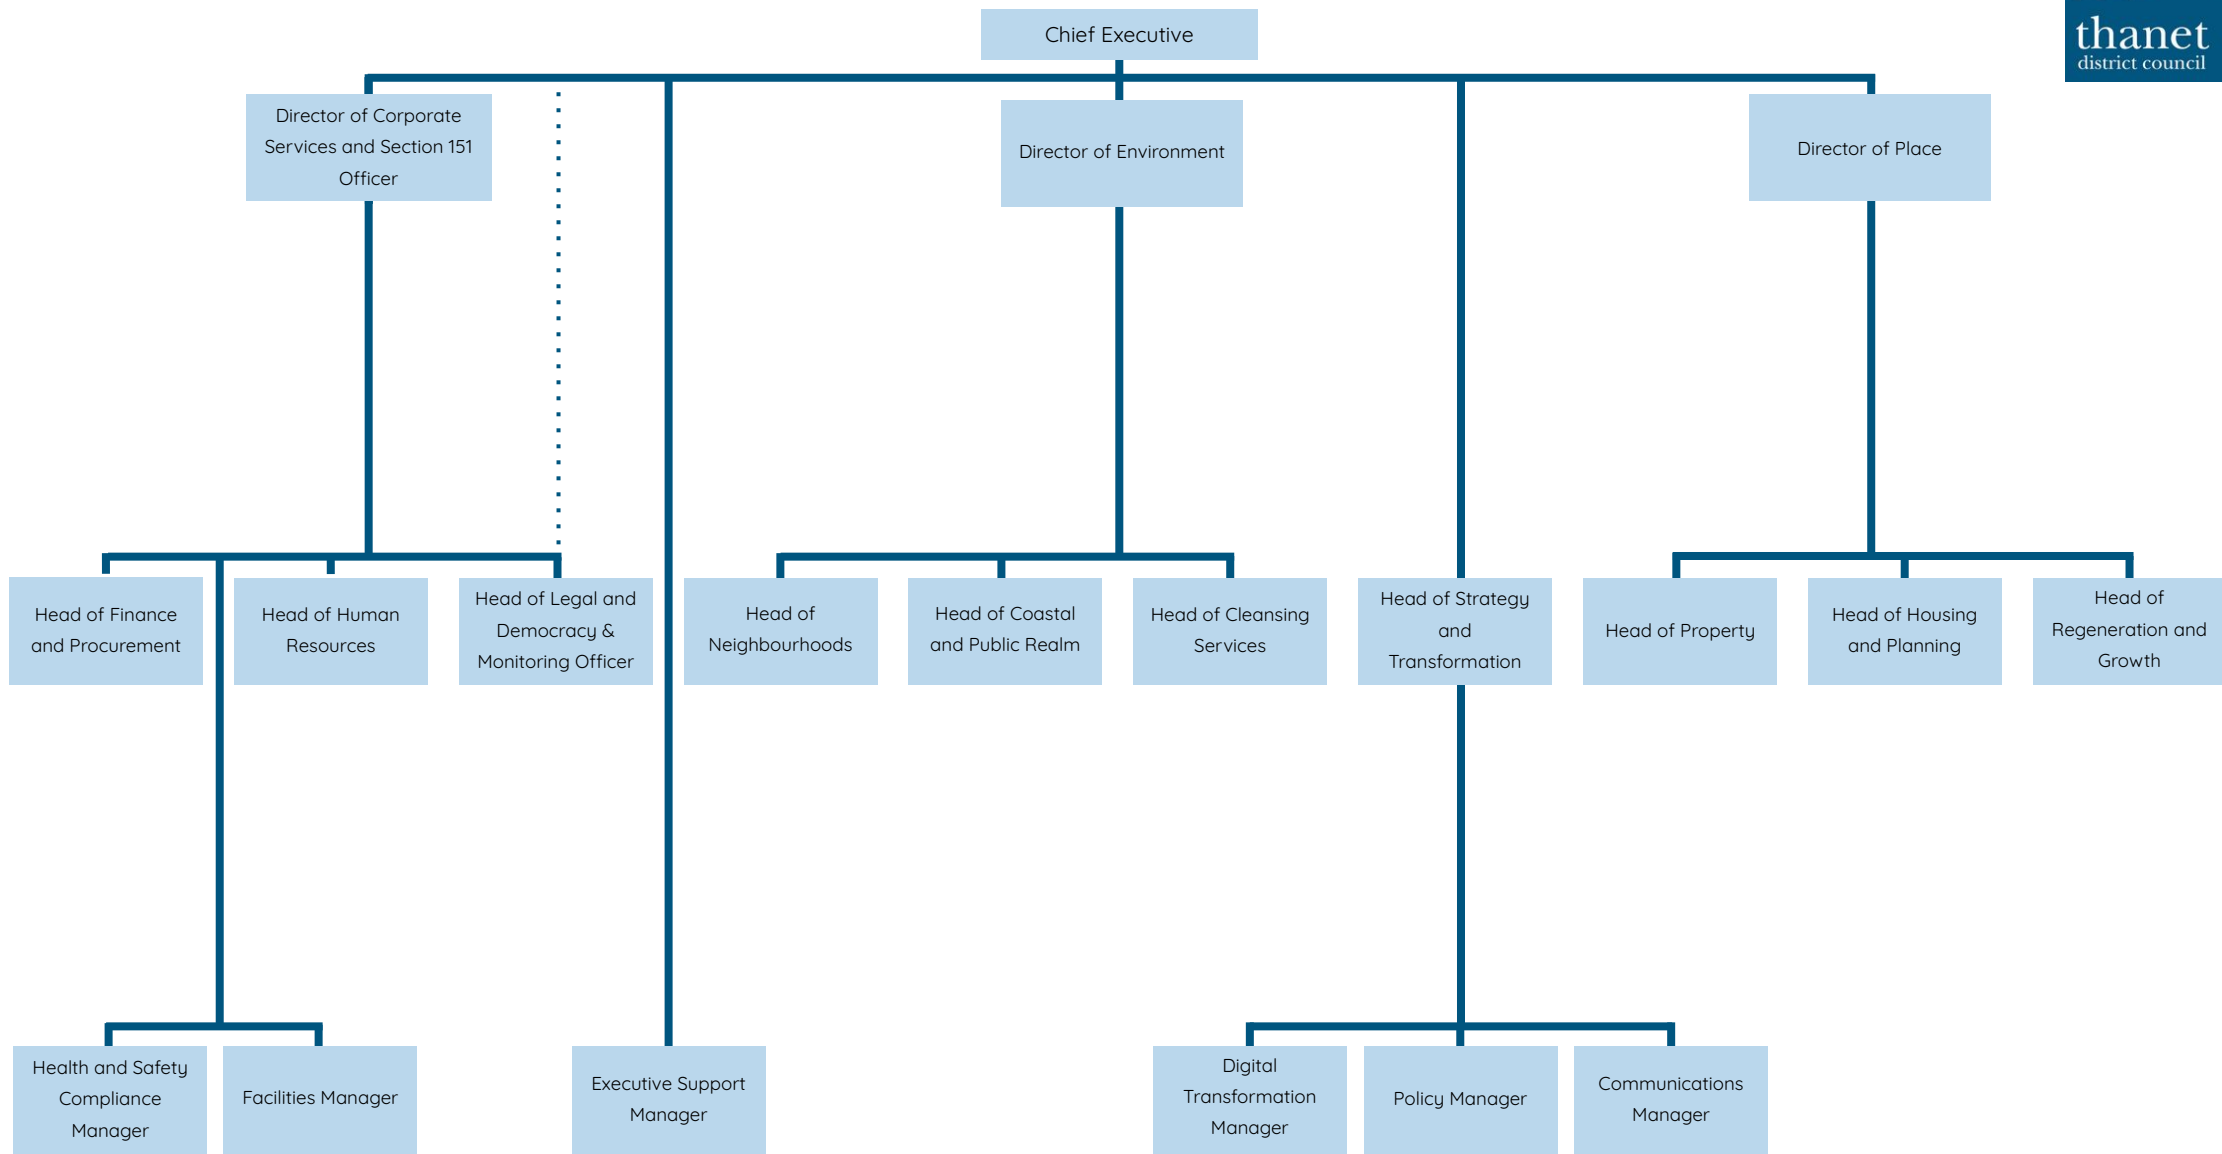 thanet
district council
Chief Executive
Director of Corporate
Services and Section 151
Officer
Director of Environment
Director of Place
Head of Finance
and Procurement
Head of Human
Resources
Head of Legal and
Democracy &
Monitoring Officer
Head of
Neighbourhoods
Head of Coastal
and Public Realm
Head of Cleansing
Services
Head of Strategy
and
Transformation
Head of Property
Head of Housing
and Planning
Head of
Regeneration and
Growth
Health and Safety
Compliance
Manager
Facilities Manager
Executive Support
Manager
Digital
Transformation
Manager
Policy Manager
Communications
Manager